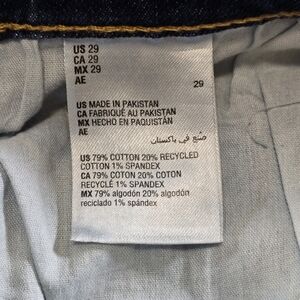 US 29
CA 29
MX 29
AE 29
US MADE IN PAKISTAN
CA FABRIQUÉ AU PAKISTAN
MX HECHO EN PAQUISTÁN
AE
صنع في باكستان
US 79% COTTON 20% RECYCLED
COTTON 1% SPANDEX
CA 79% COTON 20% COTON
RECYCLÉ 1% SPANDEX
MX 79% algodón 20% algodón
reciclado 1% spándex